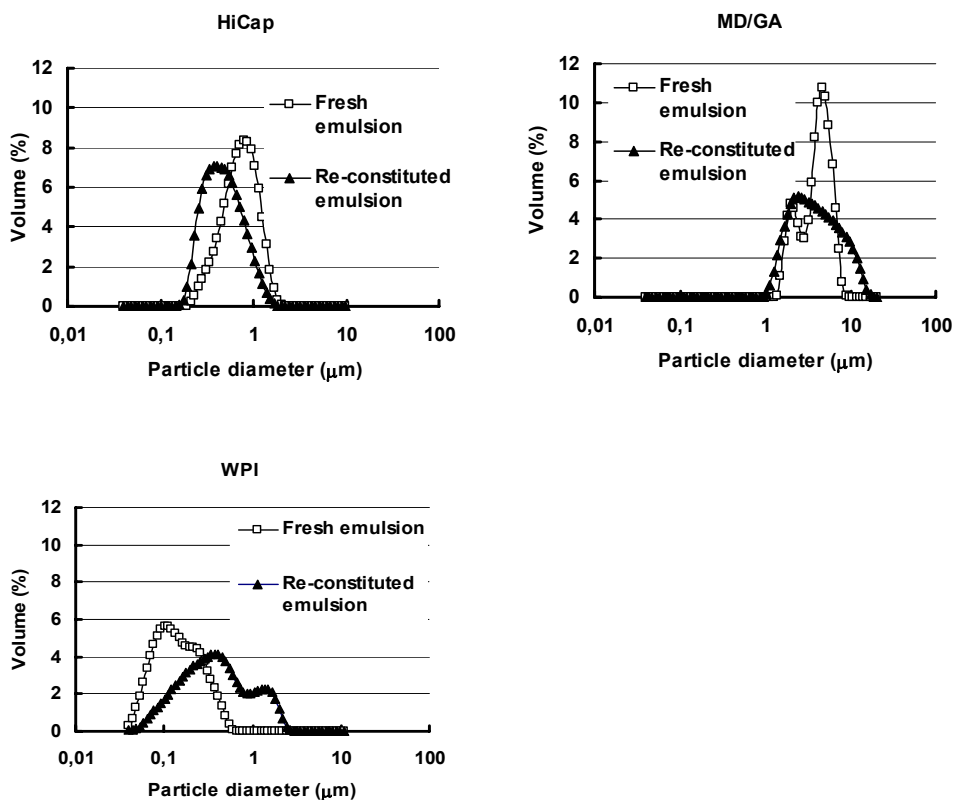 HiCap
12
10
8
6
4
2
0
Volume (%)
Fresh
emulsion
Re-constituted
emulsion
0,01 0,1 1 10 100
Particle diameter (μm)
MD/GA
12
10
8
6
4
2
0
Volume (%)
Fresh
emulsion
Re-constituted
emulsion
0,01 0,1 1 10 100
Particle diameter (μm)
WPI
12
10
8
6
4
2
0
Volume (%)
Fresh emulsion
Re-constituted
emulsion
0,01 0,1 1 10 100
Particle diameter (μm)